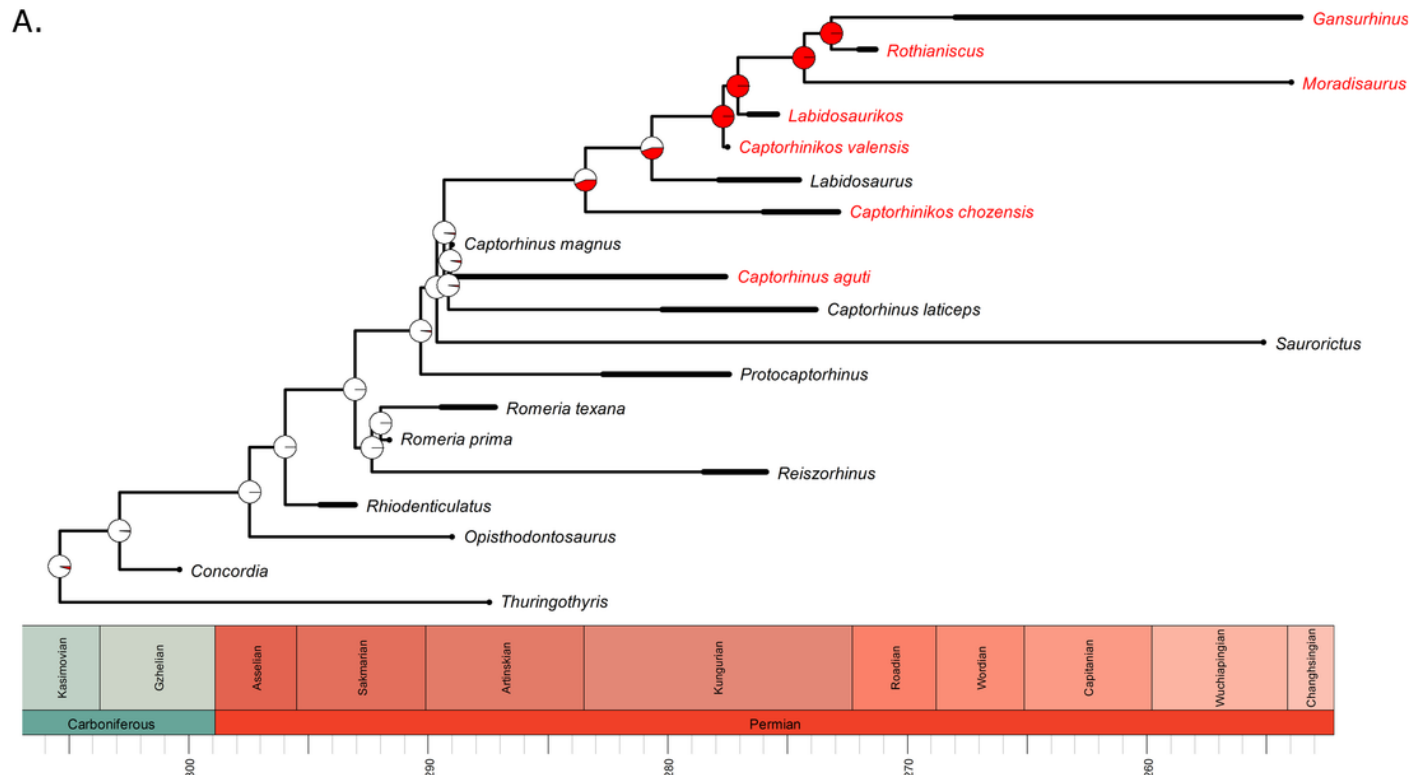 A.
Gansurhinus
Rothianiscus
Moradisaurus
Labidosaurikos
Captorhinikos valensis
Labidosaurus
Captorhinikos chozensis
Captorhinus magnus
Captorhinus aguti
Captorhinus laticeps
Saurorictus
Protocaptorhinus
Romeria texana
Romeria prima
Reiszorhinus
Rhiodenticulatus
Opisthodontosaurus
Concordia
Thuringothyris
Kasimovian
Gzhelian
Asselian
Sakmarian
Artinskian
Kungurian
Roadian
Wordian
Capitanian
Wuchiapingian
Changhsingian
Carboniferous
Permian
300
290
280
270
260